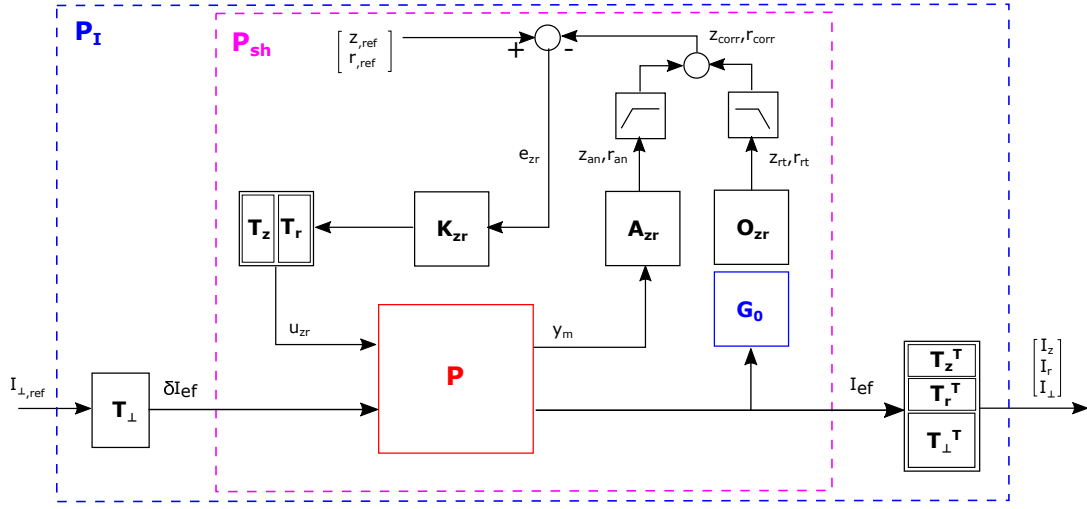 P_I
P_sh
z,ref
r,ref
+
-
z_corr,r_corr
e_zr
z_an,r_an
z_rt,r_rt
T_z
T_r
K_zr
A_zr
O_zr
G_0
u_zr
y_m
P
I_⊥,ref
T_⊥
δI_ef
I_ef
T_z^T
T_r^T
T_⊥^T
I_z
I_r
I_⊥